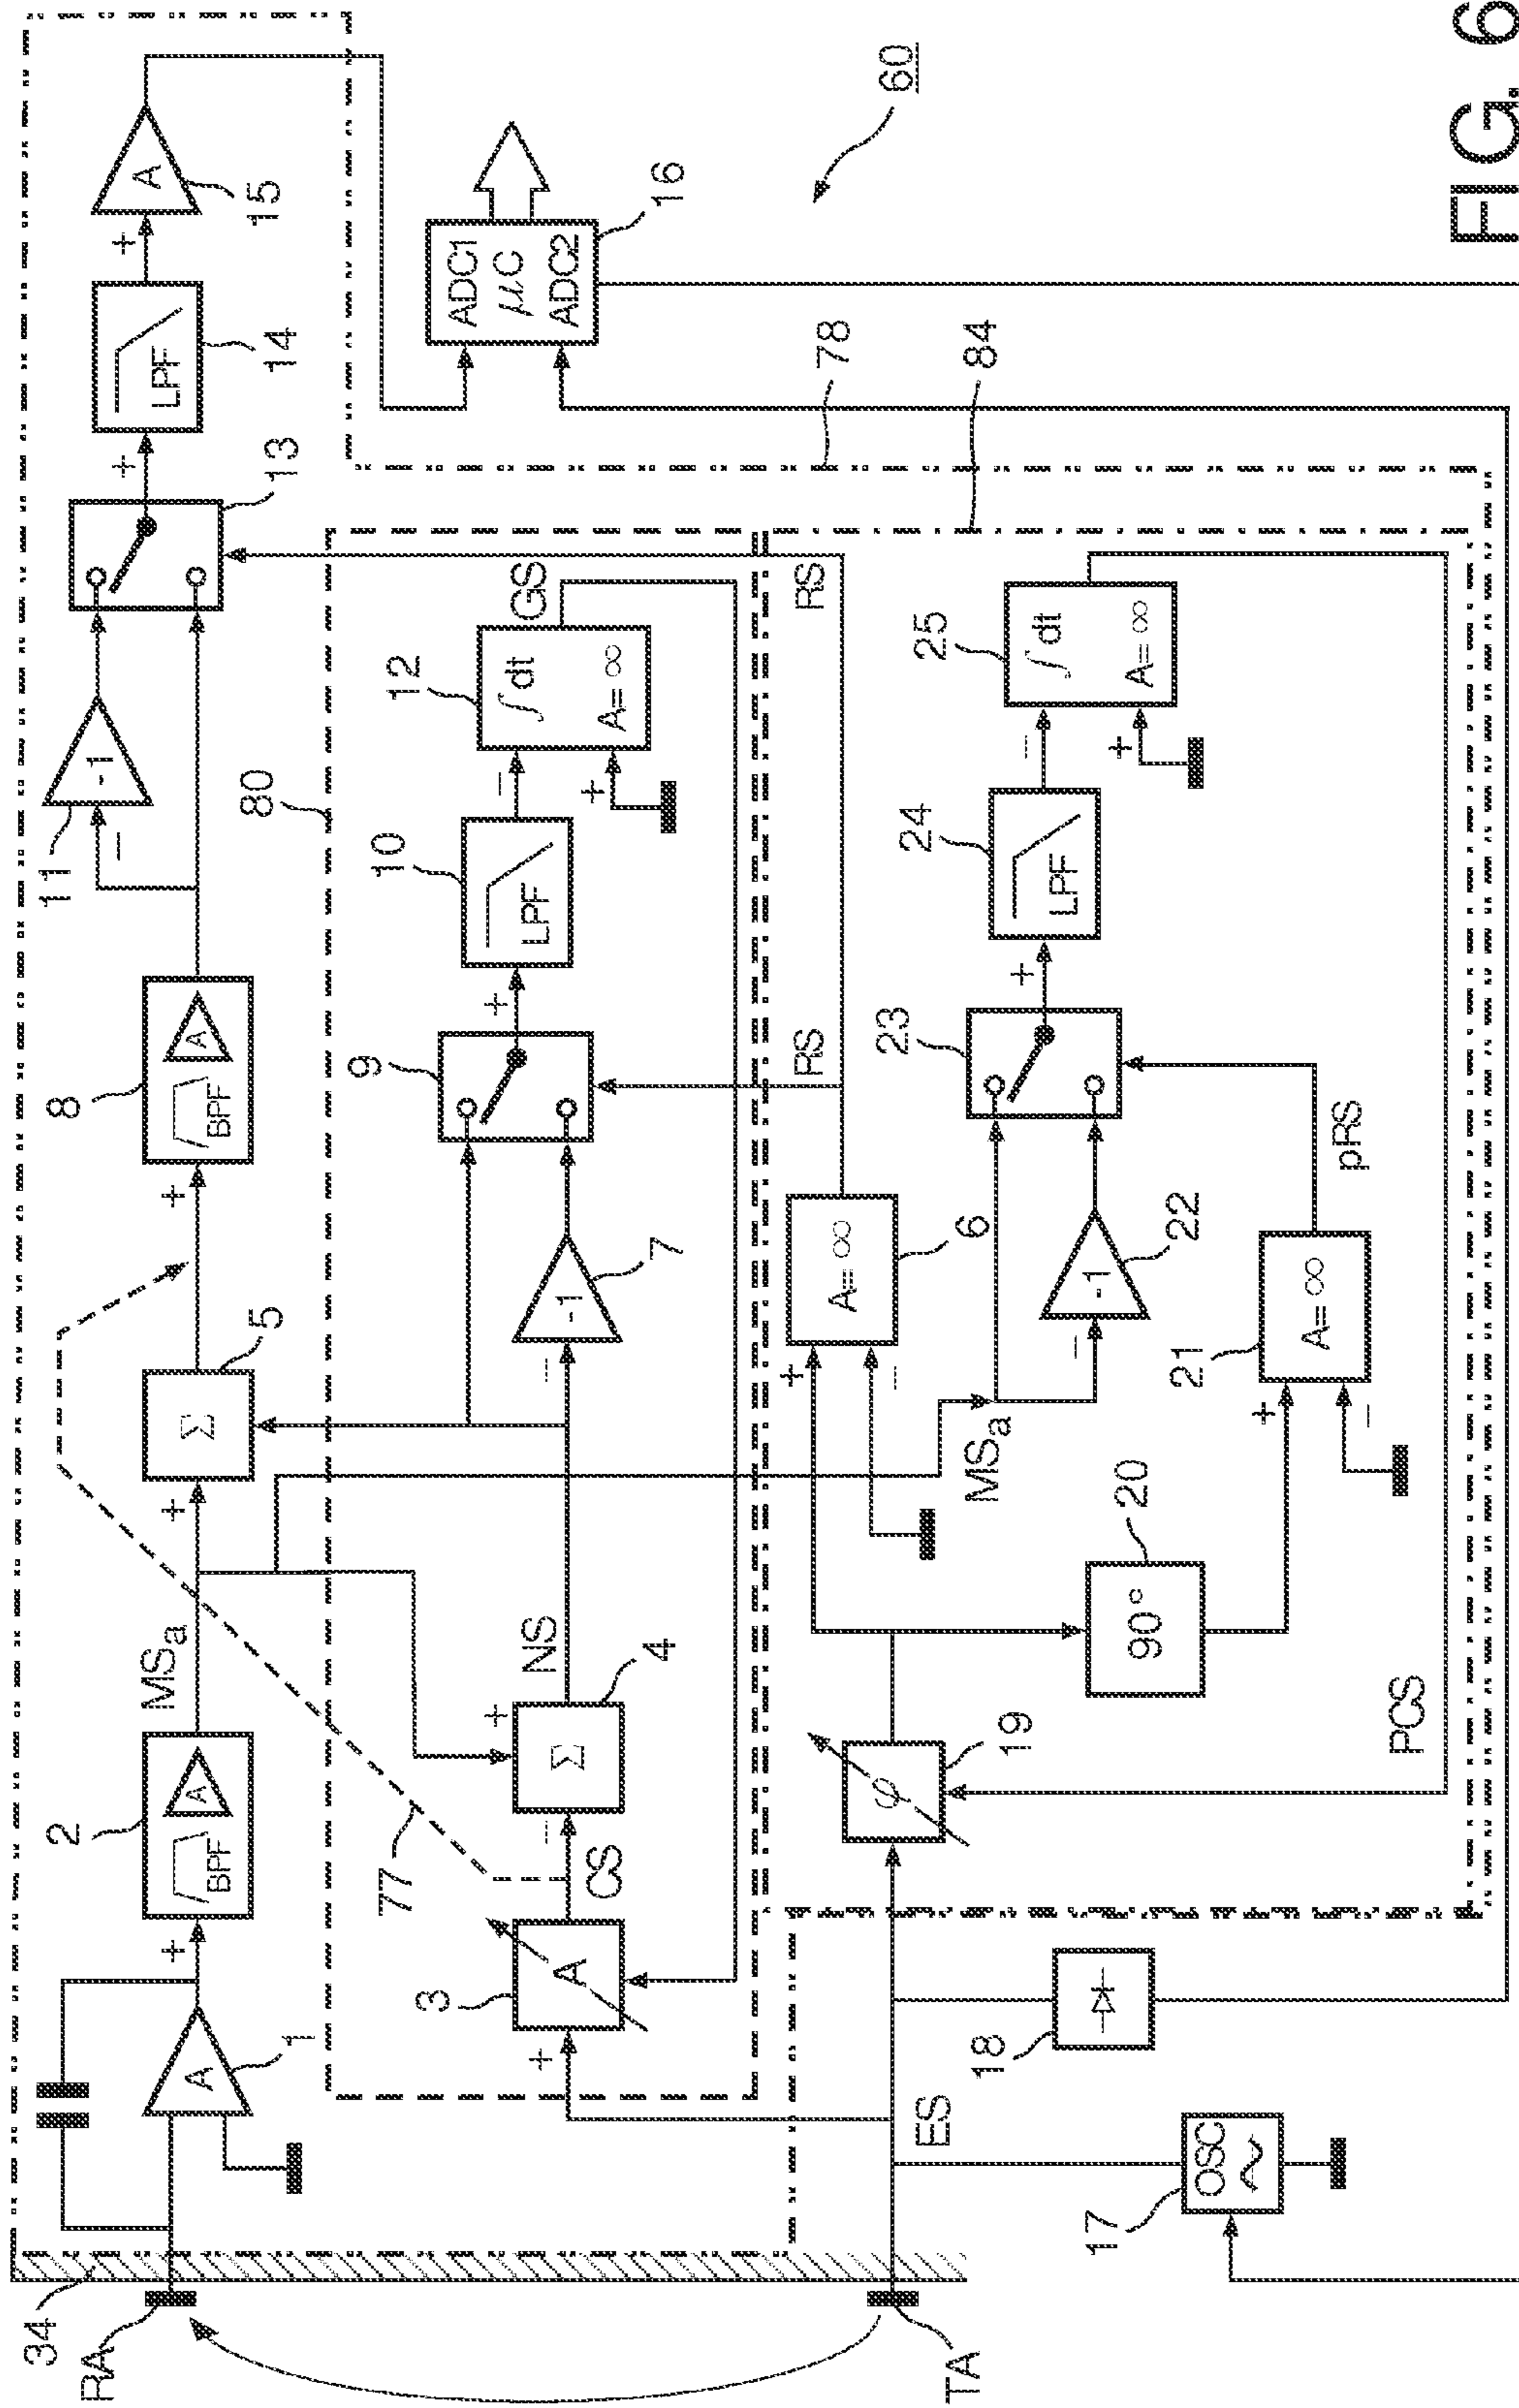 34
RA
A
1
+
BPF
A
2
MSa
+
Σ
5
+
BPF
A
8
−
-1
11
13
+
LPF
14
+
A
15
77
80
+
A
3
CS
−
+
Σ
4
NS
−
-1
7
9
RS
+
LPF
10
−
+
∫ dt
A= ∞
12
GS
RS
ADC1
μC
ADC2
16
60
78
84
TA
ES
OSC
17
18
φ
19
90°
20
+
−
A= ∞
6
MSa
−
-1
22
+
−
A= ∞
21
pRS
23
+
LPF
24
−
+
∫ dt
A= ∞
25
PCS
FIG. 6